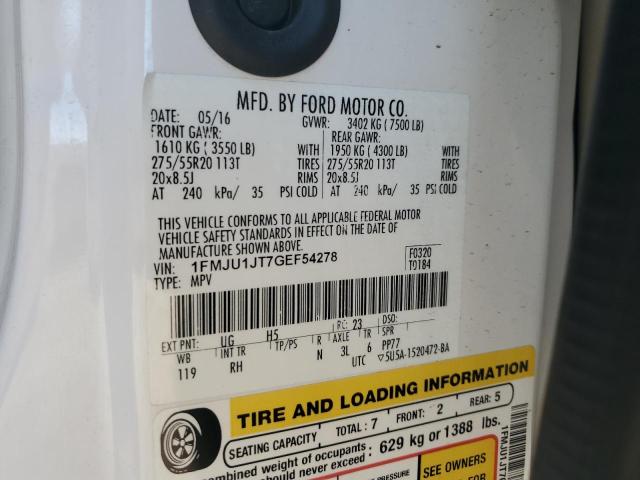 MFD. BY FORD MOTOR CO.
DATE: 05/16 GVWR: 3402 KG ( 7500 LB)
FRONT GAWR: REAR GAWR:
1610 KG ( 3550 LB) WITH 1950 KG ( 4300 LB) WITH
275/55R20 113T TIRES 275/55R20 113T TIRES
20x8.5J RIMS 20x8.5J RIMS
AT 240 kPa/ 35 PSI COLD AT 240 kPa/ 35 PSI COLD
THIS VEHICLE CONFORMS TO ALL APPLICABLE FEDERAL MOTOR
VEHICLE SAFETY STANDARDS IN EFFECT ON THE DATE OF
MANUFACTURE SHOWN ABOVE.
VIN: 1FMJU1JT7GEF54278 F0320
TYPE: MPV T0184
EXT PNT: UG H5 RC: 23 DSO:
WB INT TR TP/PS R AXLE TR SPR
119 RH N 3L 6 PP77
UTC ▽5U5A-1520472-BA
TIRE AND LOADING INFORMATION
SEATING CAPACITY TOTAL: 7 FRONT: 2 REAR: 5
combined weight of occupants
should never exceed: 629 kg or 1388 lbs.
PRESSURE SEE OWNERS
1FMJU1JT7